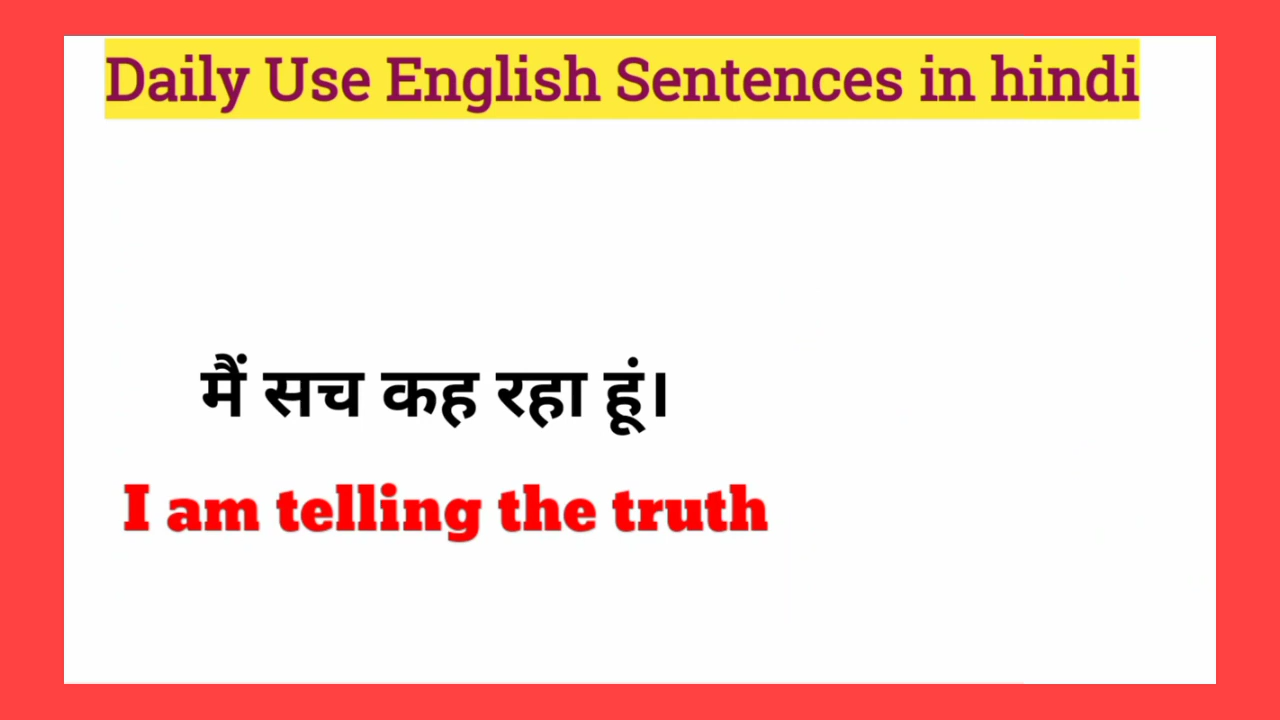 Daily Use English Sentences in hindi
मैं सच कह रहा हूं।
I am telling the truth